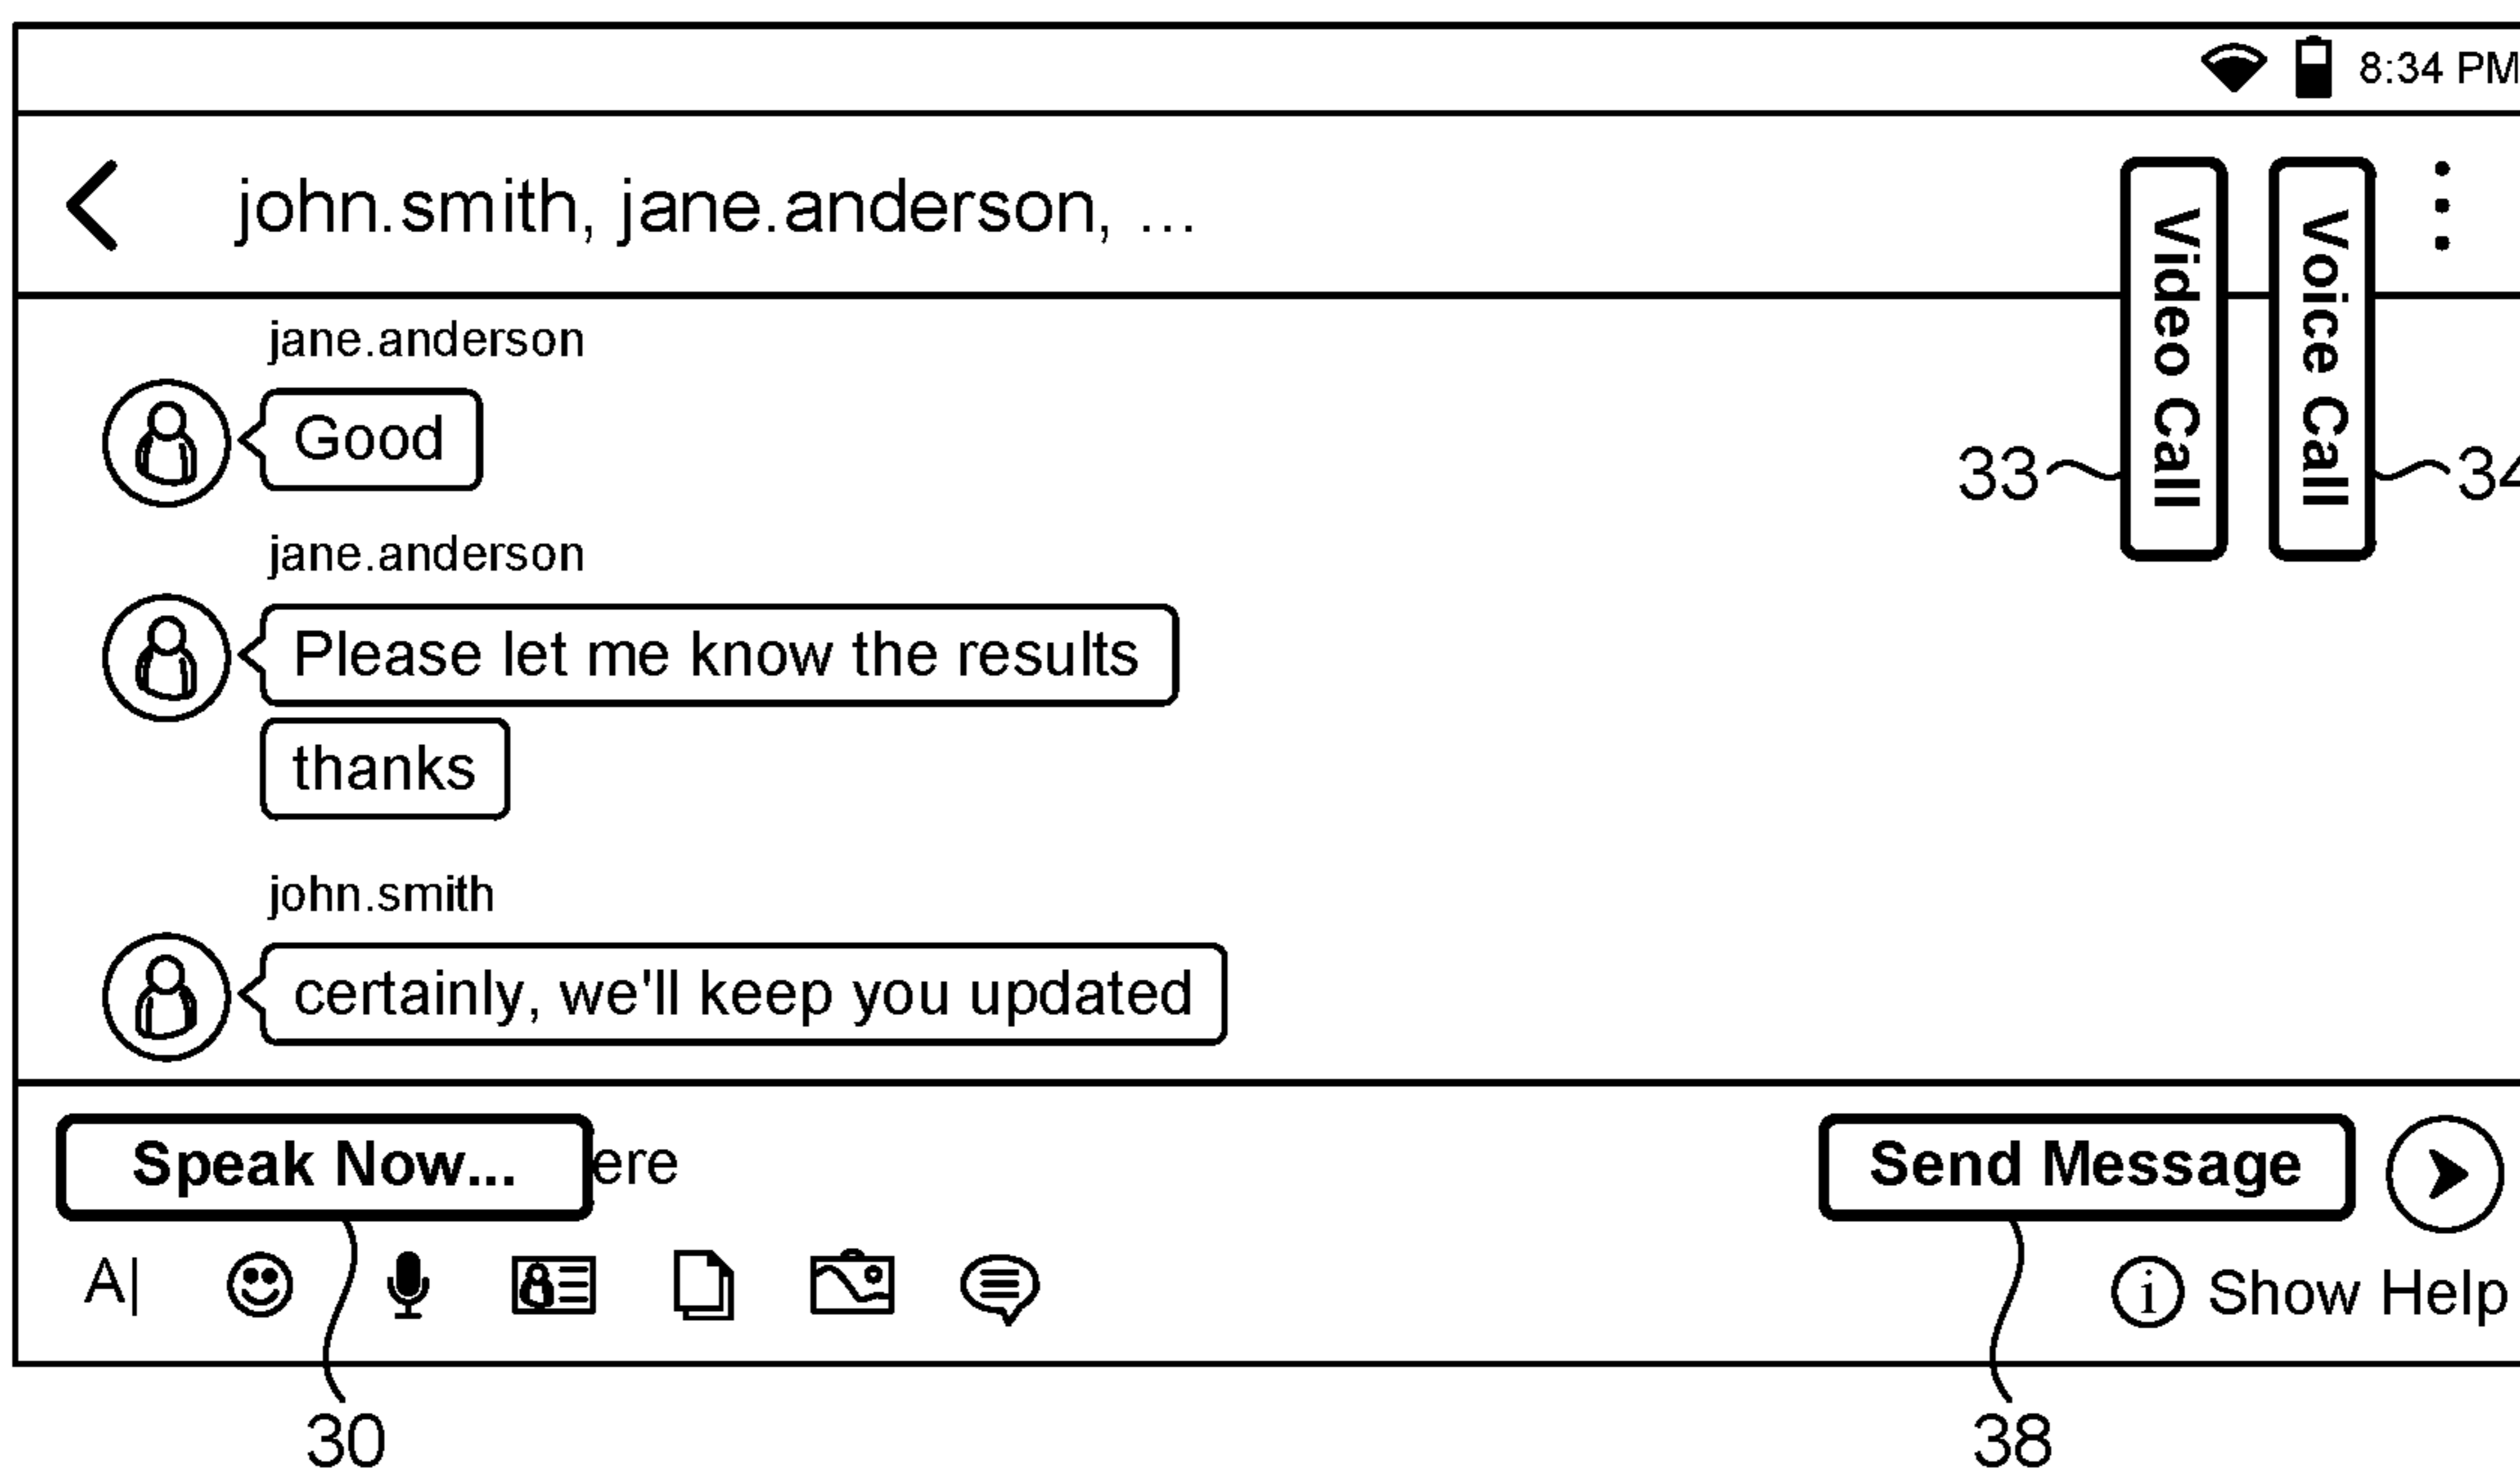 8:34 PM
john.smith, jane.anderson, ...
Video Call
Voice Call
jane.anderson
Good
33
34
jane.anderson
Please let me know the results
thanks
john.smith
certainly, we'll keep you updated
Speak Now...
ere
Send Message
A|
i Show Help
30
38